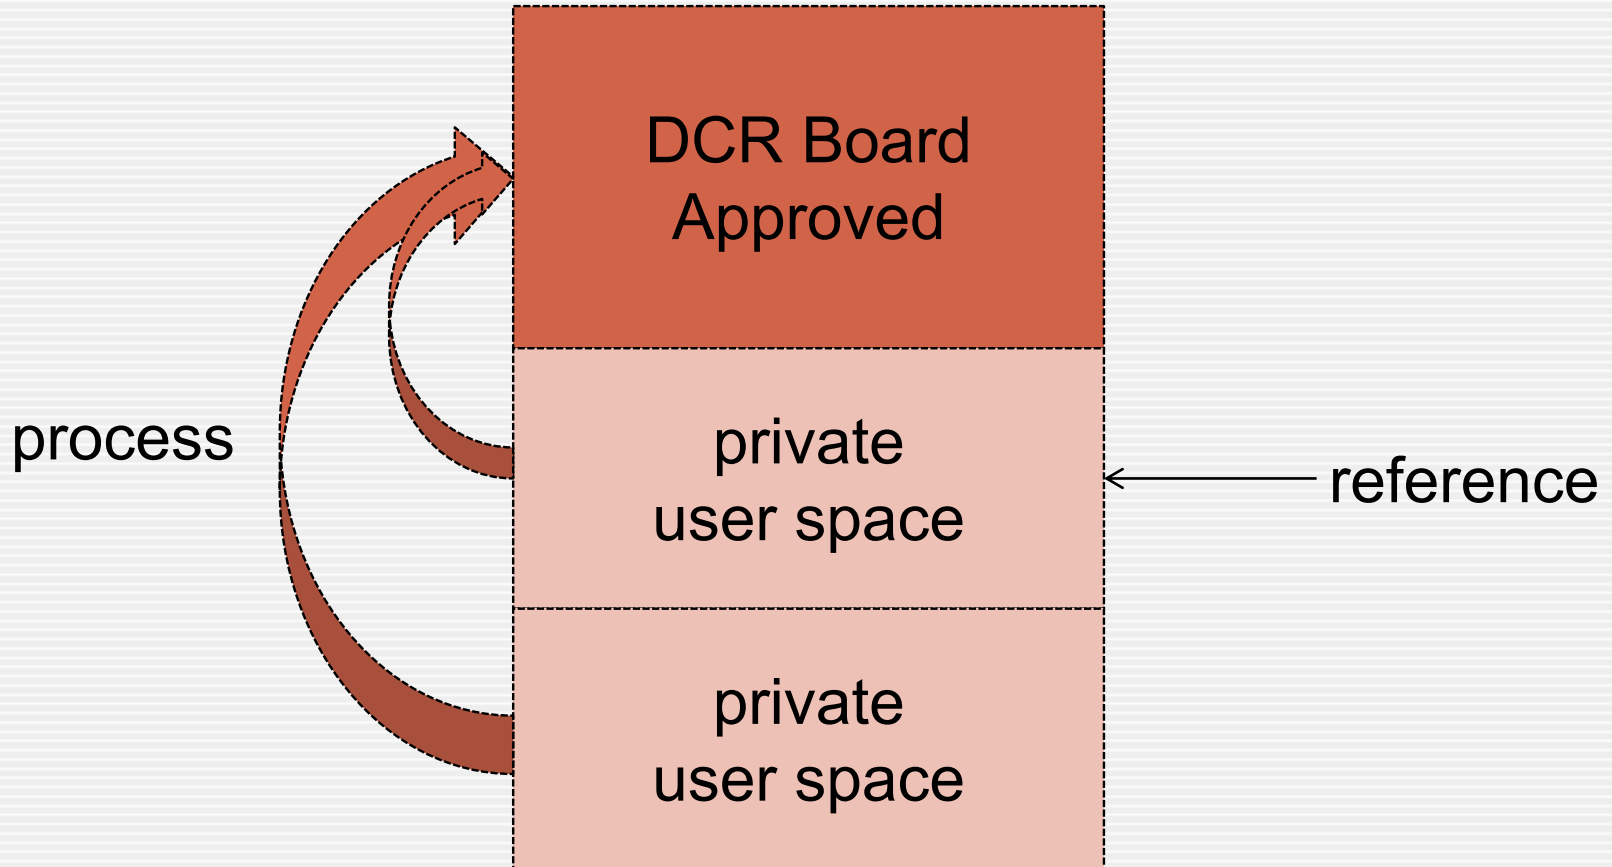 DCR Board
Approved
process
private
user space
reference
private
user space